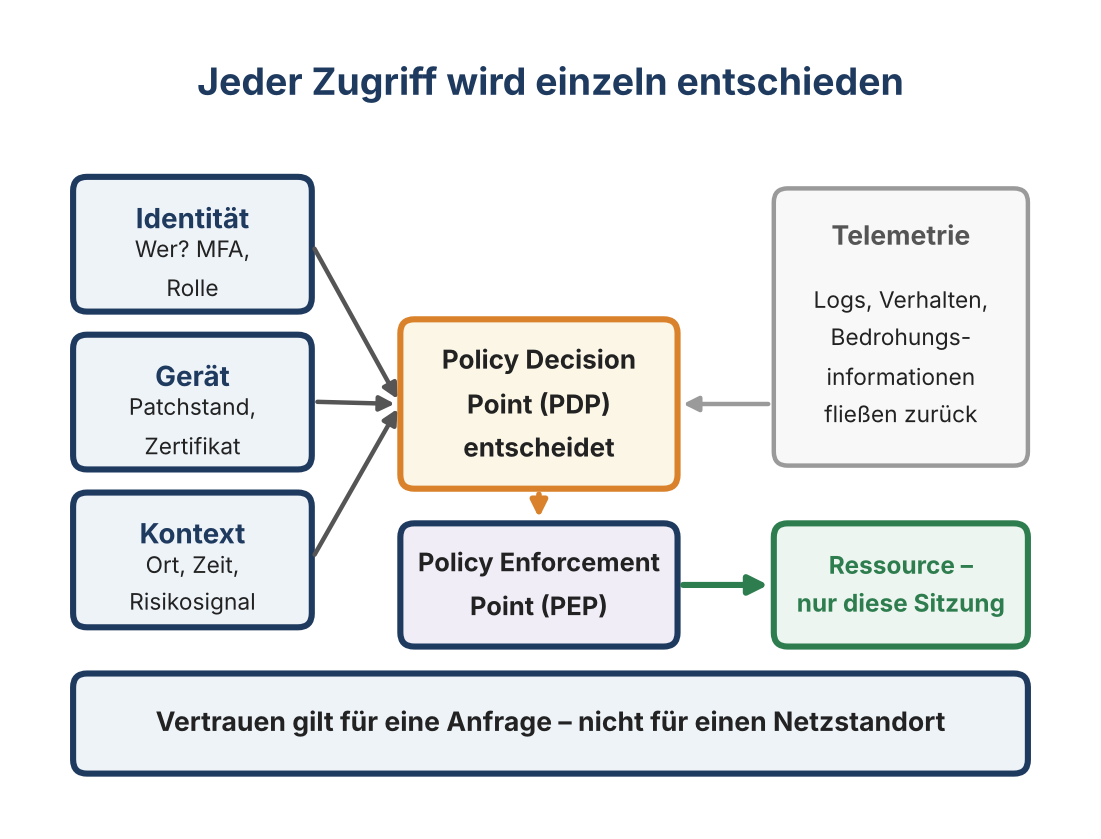 Jeder Zugriff wird einzeln entschieden
Identität
Wer? MFA,
Rolle
Gerät
Patchstand,
Zertifikat
Kontext
Ort, Zeit,
Risikosignal
Policy Decision
Point (PDP)
entscheidet
Policy Enforcement
Point (PEP)
Telemetrie
Logs, Verhalten,
Bedrohungs-
informationen
fließen zurück
Ressource –
nur diese Sitzung
Vertrauen gilt für eine Anfrage – nicht für einen Netzstandort